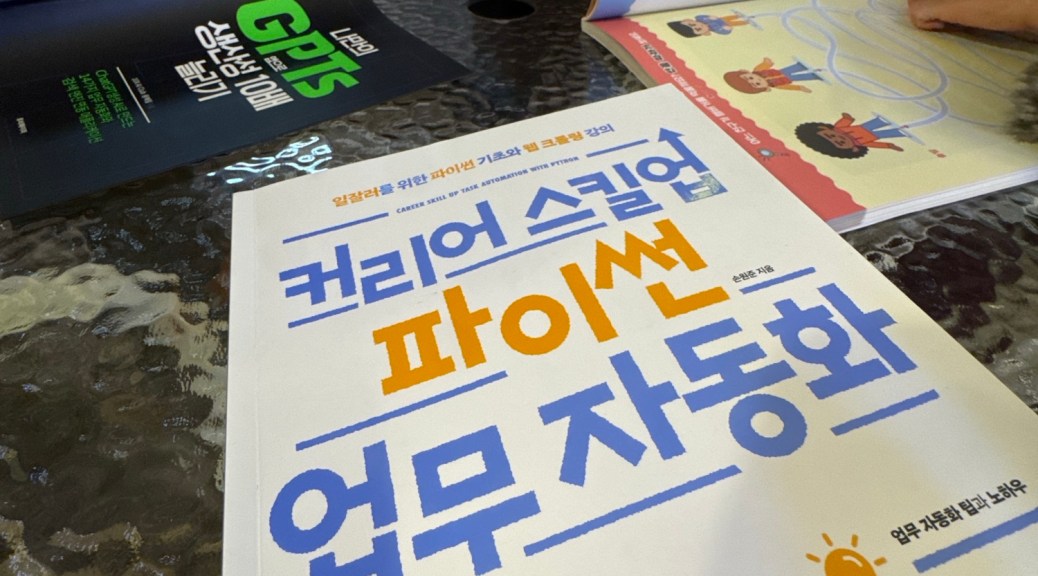 나만의
GPTs
생산성 10배
올리기
일잘러를 위한 파이썬 기초와 웹 크롤링 강의
CAREER SKILL UP TASK AUTOMATION WITH PYTHON
커리어 스킬업
파이썬
손원준 지음
업무 자동화
업무 자동화 팁과 노하우